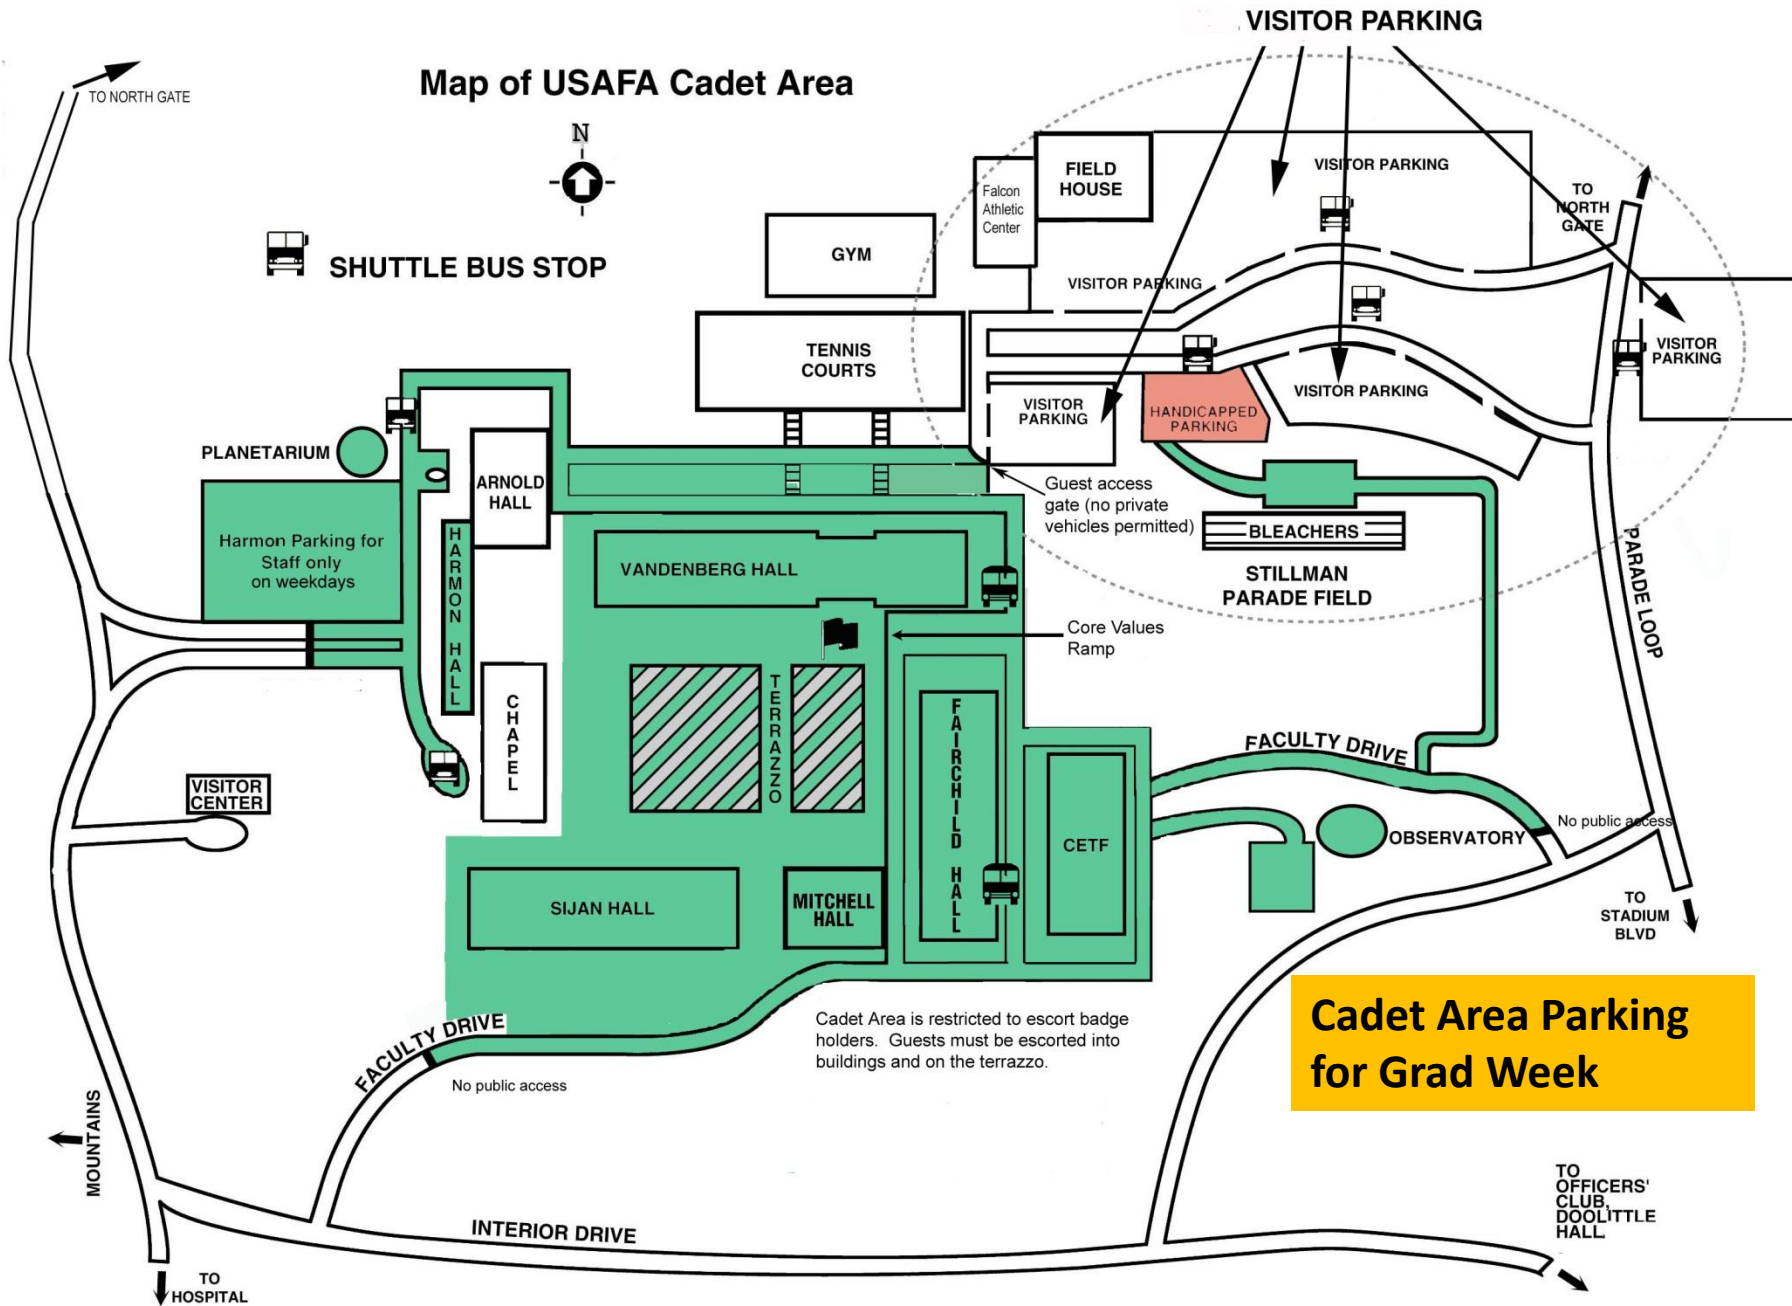 VISITOR PARKING
Map of USAFA Cadet Area
TO NORTH GATE
N
SHUTTLE BUS STOP
FIELD
HOUSE
Falcon
Athletic
Center
VISITOR PARKING
TO
NORTH
GATE
GYM
VISITOR PARKING
TENNIS
COURTS
VISITOR
PARKING
VISITOR PARKING
VISITOR
PARKING
HANDICAPPED
PARKING
PLANETARIUM
ARNOLD
HALL
Guest access
gate (no private
vehicles permitted)
BLEACHERS
STILLMAN
PARADE FIELD
PARADE LOOP
Harmon Parking for
Staff only
on weekdays
HARMON HALL
VANDENBERG HALL
Core Values
Ramp
CHAPEL
TERRAZZO
FAIRCHILD HALL
FACULTY DRIVE
VISITOR
CENTER
CETF
OBSERVATORY
No public access
SIJAN HALL
MITCHELL
HALL
TO
STADIUM
BLVD
FACULTY DRIVE
No public access
Cadet Area is restricted to escort badge
holders. Guests must be escorted into
buildings and on the terrazzo.
Cadet Area Parking
for Grad Week
MOUNTAINS
INTERIOR DRIVE
TO
OFFICERS'
CLUB,
DOOLITTLE
HALL
TO
HOSPITAL